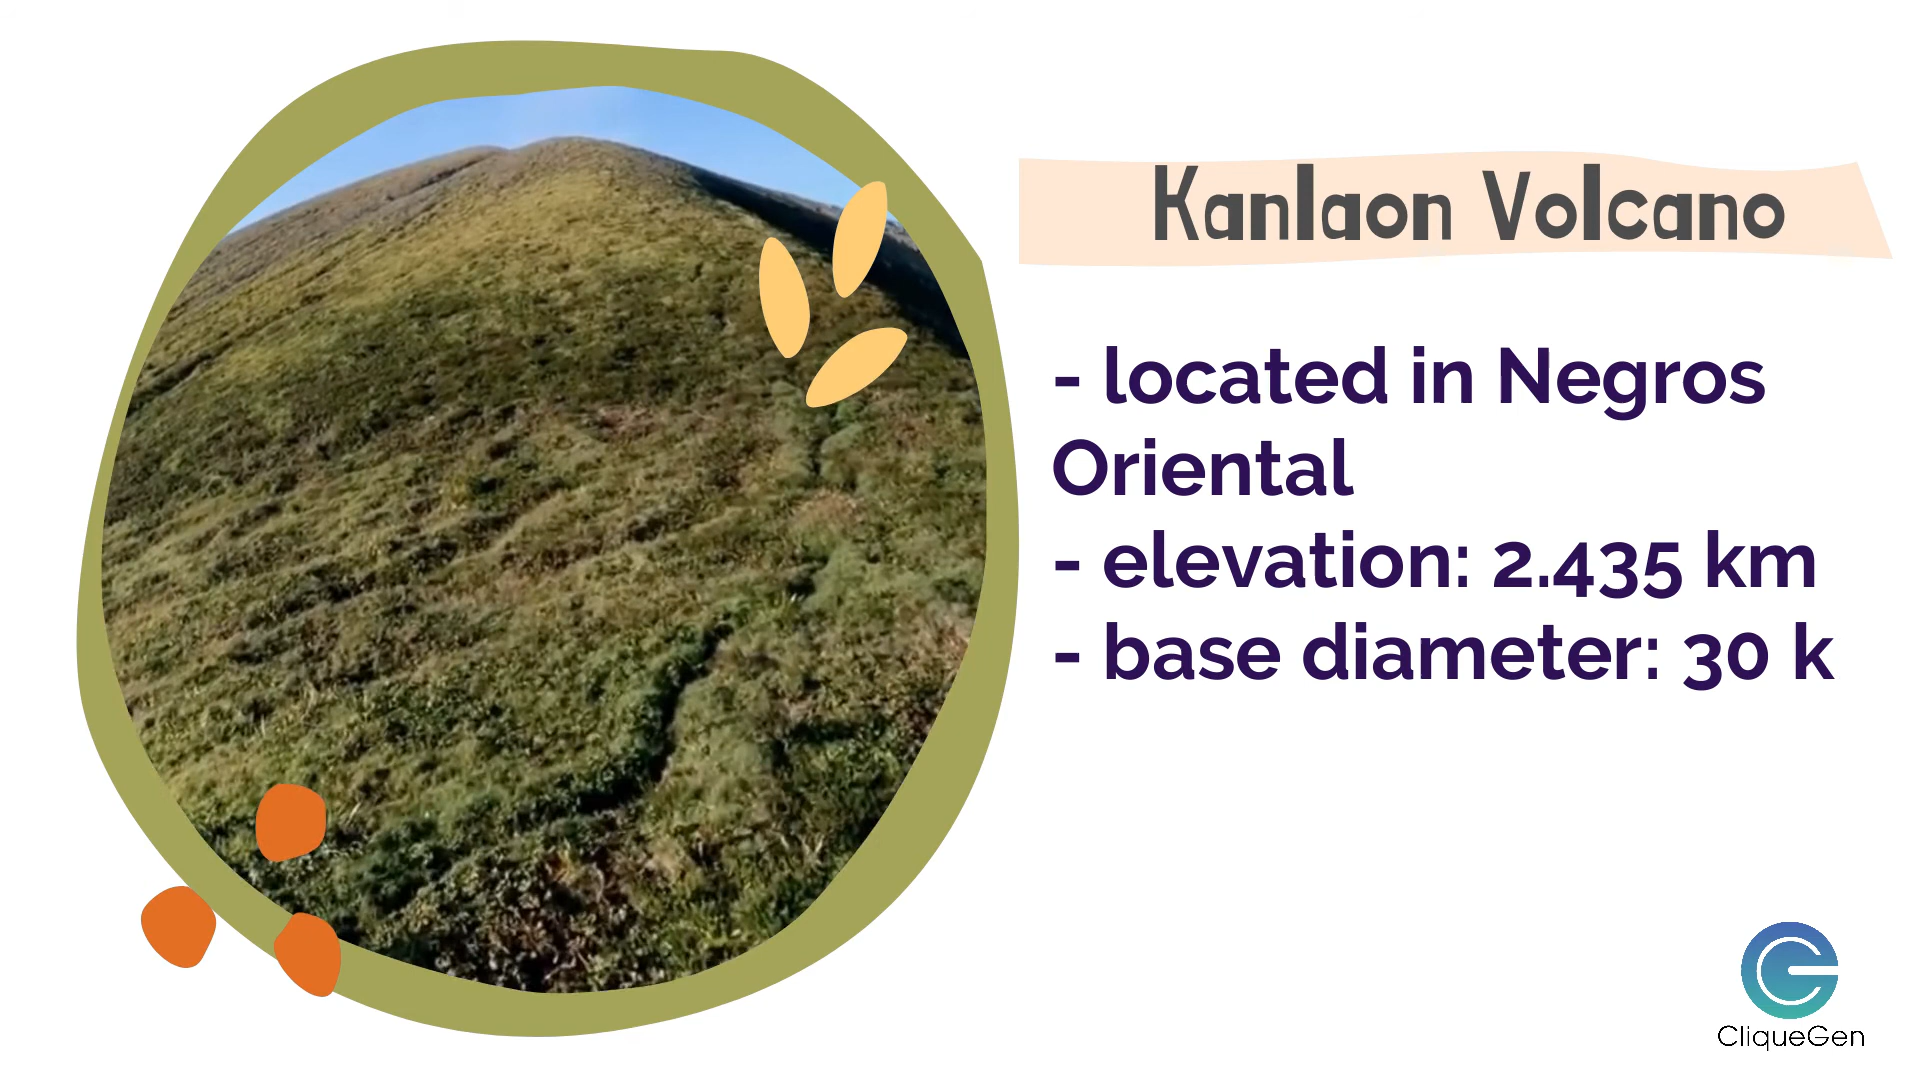 Kanlaon Volcano
- located in Negros
Oriental
- elevation: 2.435 km
- base diameter: 30 k
CliqueGen